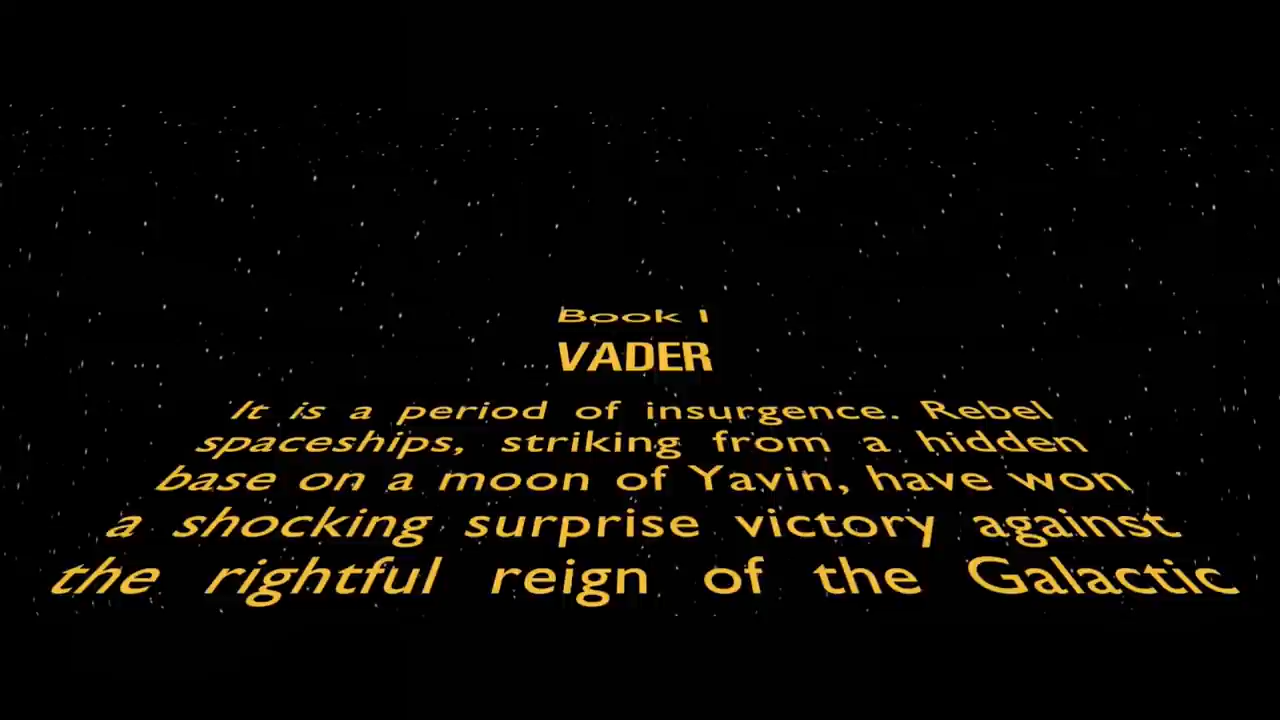 Book I
VADER
It is a period of insurgence. Rebel
spaceships, striking from a hidden
base on a moon of Yavin, have won
a shocking surprise victory against
the rightful reign of the Galactic